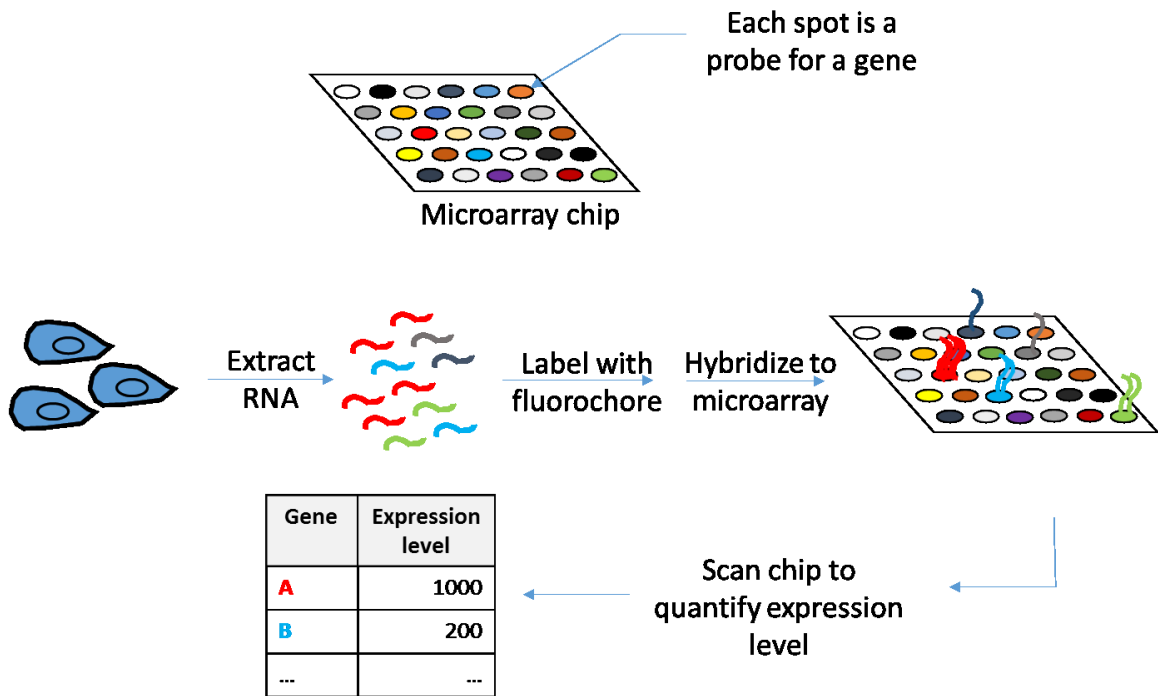 Each spot is a
probe for a gene
Microarray chip
Extract
RNA
Label with
fluorochore
Hybridize to
microarray
Scan chip to
quantify expression
level
Gene Expression
level
A 1000
B 200
... ...